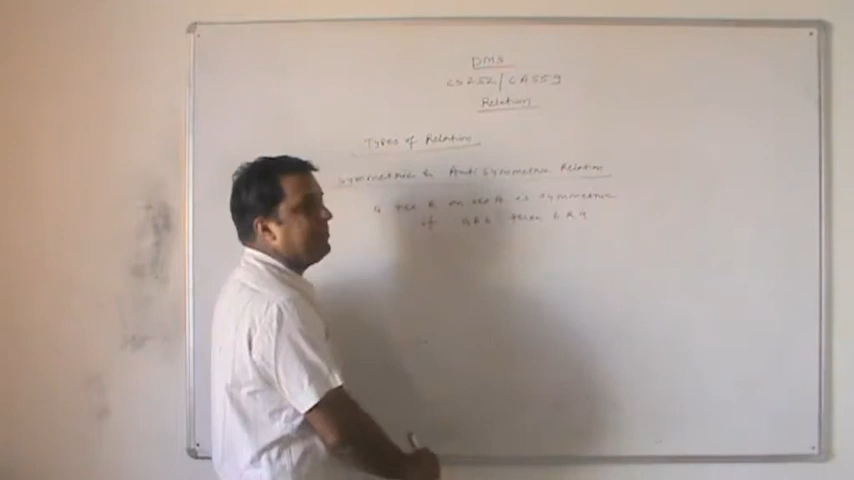 DMS
CS252/CA559
Relation
Types of Relation
Symmetric & Anti Symmetric Relation
a rel R on set A is symmetric
if aRb then bRa